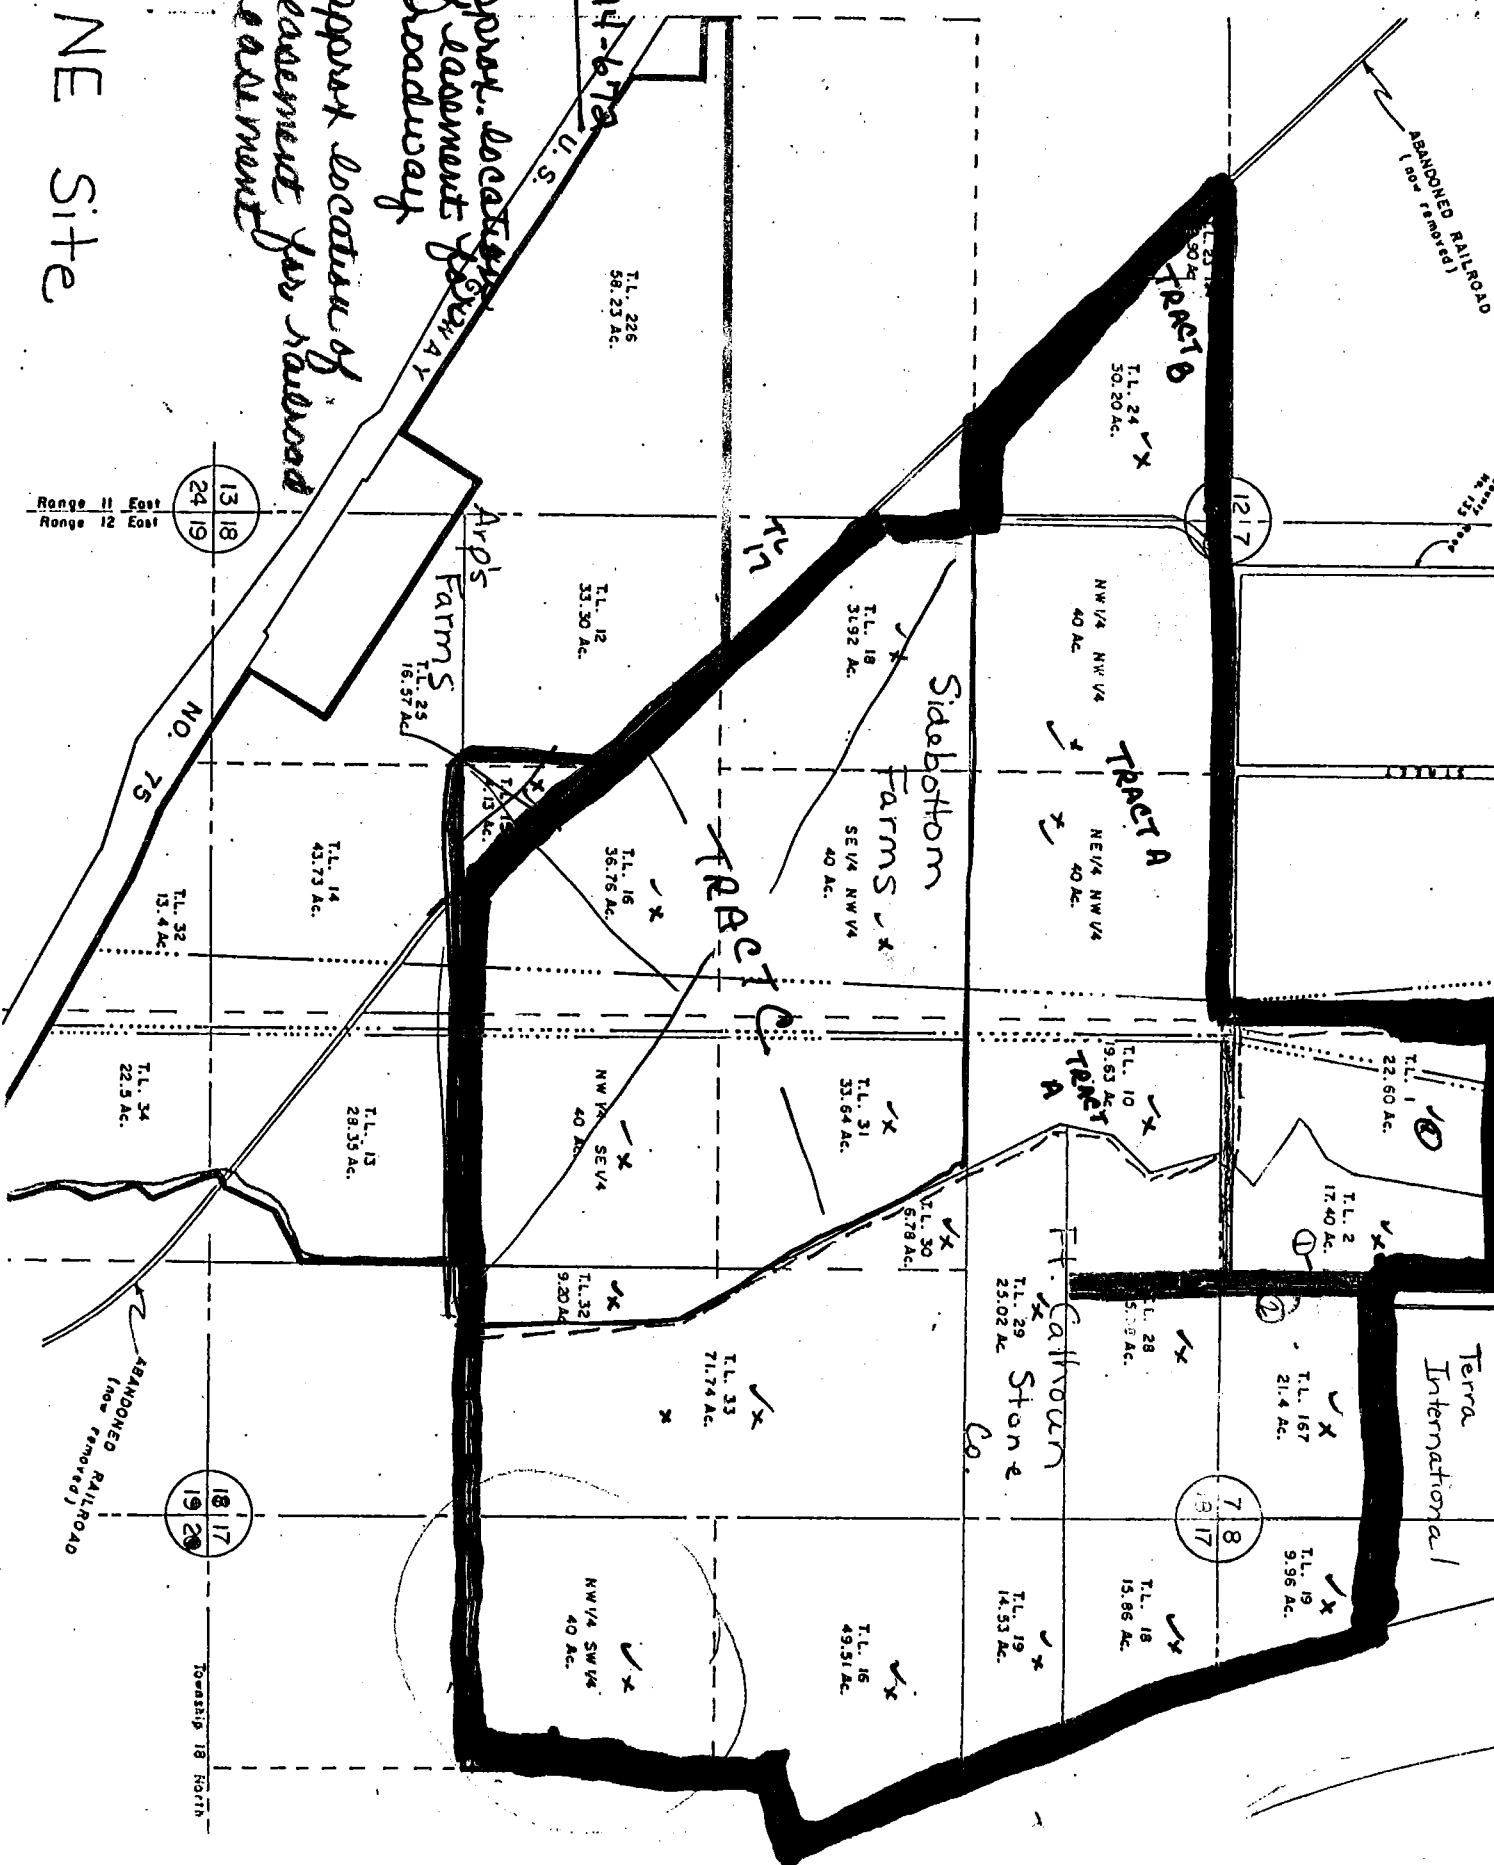 NE Site
approx. location
easement for
roadway
approx location of
easement for railroad
easement
14-672
U. S.
HIGHWAY
NO. 75
ABANDONED RAILROAD
(now removed)
T.L. 226
58.23 Ac.
TRACT B
T.L. 24
30.20 Ac.
12 7
13 18
24 19
Range 11 East
Range 12 East
Arp's
Farms
T.L. 25
16.57 Ac.
T.L. 12
33.30 Ac.
TL
17
T.L. 18
31.92 Ac.
NW 1/4 NW 1/4
40 Ac.
Sidebottom
Farms
TRACT A
NE 1/4 NW 1/4
40 Ac.
SE 1/4 NW 1/4
40 Ac.
T.L. 16
36.76 Ac.
TRACT C
T.L. 14
43.73 Ac.
T.L. 32
13.4 Ac.
T.L. 34
22.5 Ac.
T.L. 13
28.35 Ac.
NW 1/4 SE 1/4
40 Ac.
T.L. 31
33.64 Ac.
T.L. 10
19.63 Ac.
TRACT
A
T.L. 1
22.60 Ac.
T.L. 2
17.40 Ac.
1
2
T.L. 30
6.78 Ac.
T.L. 32
9.20 Ac.
T.L. 33
71.74 Ac.
T.L. 29
25.02 Ac.
Ft. Calhoun
Stone
Co.
T.L. 28
T.L. 167
21.4 Ac.
Terra
International
7 8
18 17
T.L. 19
9.96 Ac.
T.L. 18
15.86 Ac.
T.L. 19
14.53 Ac.
T.L. 16
49.51 Ac.
NW 1/4 SW 1/4
40 Ac.
ABANDONED RAILROAD
(now removed)
18 17
19 20
Township 18 North